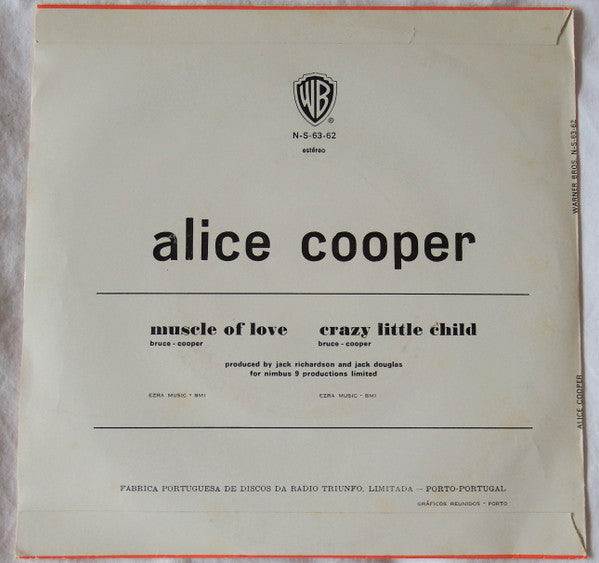 WB
®
N-S-63-62
estéreo
alice cooper
muscle of love
bruce - cooper
crazy little child
bruce - cooper
produced by jack richardson and jack douglas
for nimbus 9 productions limited
EZRA MUSIC - BMI
EZRA MUSIC - BMI
FÁBRICA PORTUGUESA DE DISCOS DA RADIO TRIUNFO, LIMITADA — PORTO-PORTUGAL
GRÁFICOS REUNIDOS - PORTO
WARNER BROS. N-S-63-62
ALICE COOPER